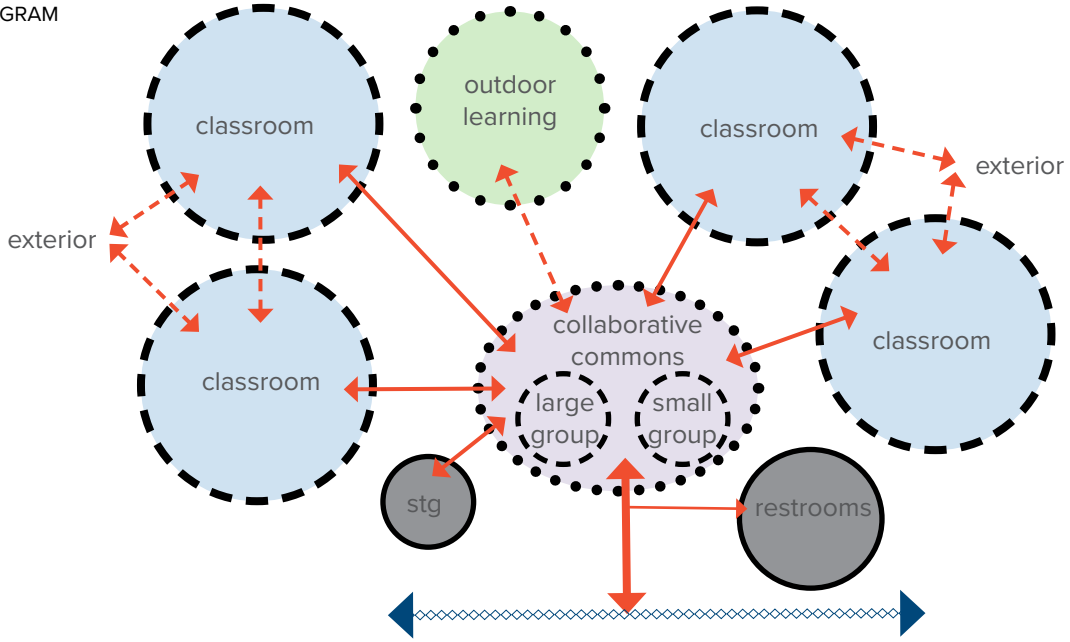 GRAM
classroom
outdoor
learning
classroom
exterior
exterior
classroom
collaborative
commons
classroom
large
group
small
group
stg
restrooms